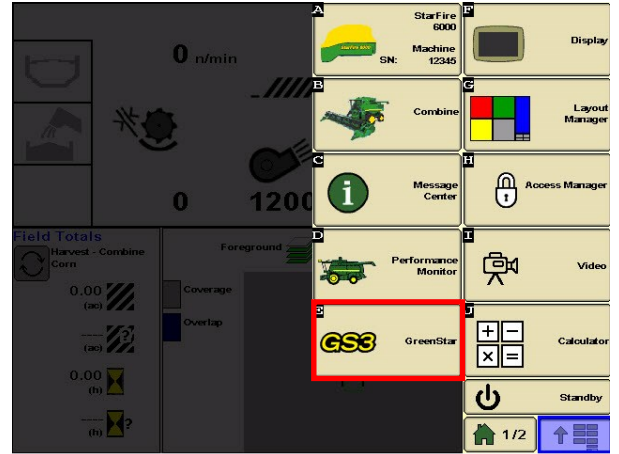 0 n/min
0 1200
Field Totals
Harvest - Combine
Corn
0.00
(ac)
----
?
(ac)
0.00
(h)
----
?
(h)
Foreground
Coverage
Overlap
A
StarFire
6000
StarFire 6000
Machine
SN: 12345
B
Combine
C
i
Message
Center
D
Performance
Monitor
E
GS3
GreenStar
F
Display
G
Layout
Manager
H
Access Manager
I
Video
J
+ -
× =
Calculator
Standby
1/2